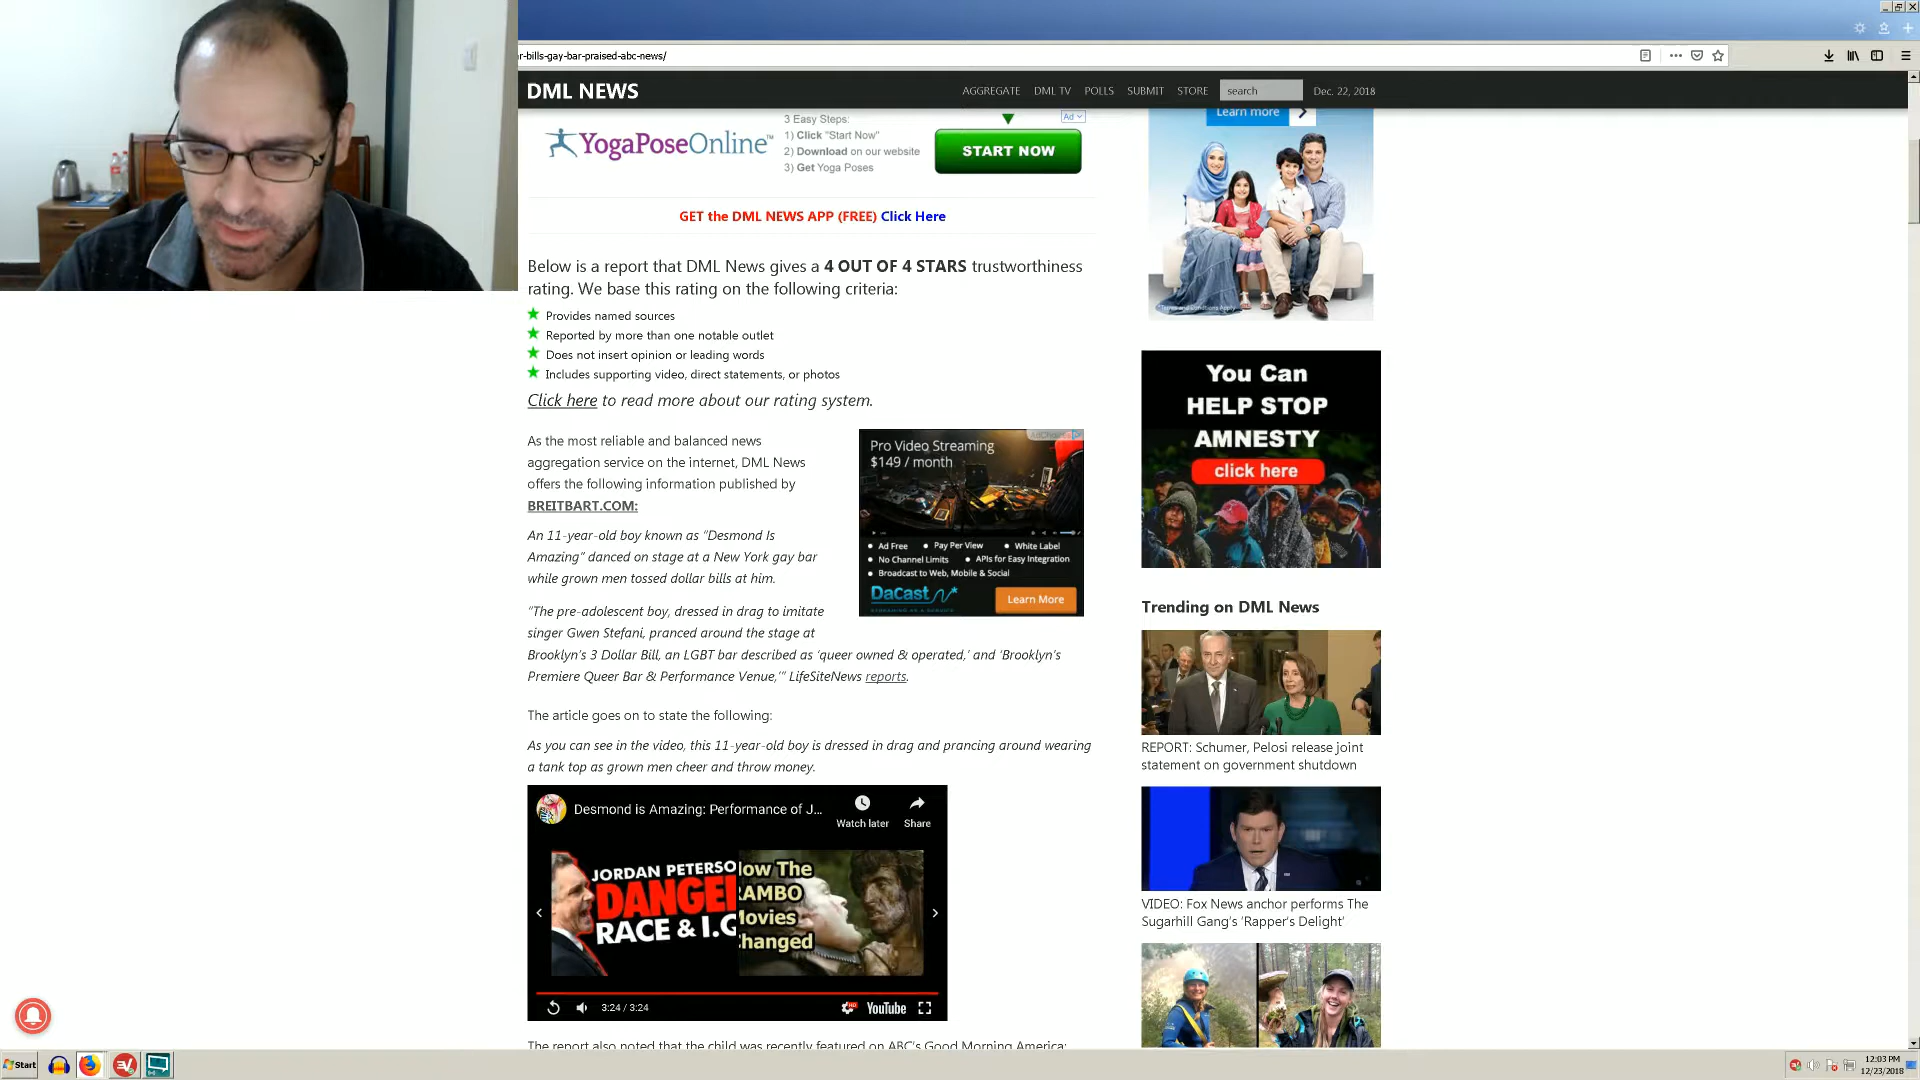 r-bills-gay-bar-praised-abc-news/
DML NEWS
AGGREGATE
DML TV
POLLS
SUBMIT
STORE
search
Dec. 22, 2018
YogaPoseOnline™
3 Easy Steps:
1) Click "Start Now"
2) Download on our website
3) Get Yoga Poses
START NOW
Ad
Learn more
GET the DML NEWS APP (FREE) Click Here
Below is a report that DML News gives a 4 OUT OF 4 STARS trustworthiness
rating. We base this rating on the following criteria:
Provides named sources
Reported by more than one notable outlet
Does not insert opinion or leading words
Includes supporting video, direct statements, or photos
Click here to read more about our rating system.
As the most reliable and balanced news
aggregation service on the internet, DML News
offers the following information published by
BREITBART.COM:
An 11-year-old boy known as “Desmond Is
Amazing” danced on stage at a New York gay bar
while grown men tossed dollar bills at him.
“The pre-adolescent boy, dressed in drag to imitate
singer Gwen Stefani, pranced around the stage at
Brooklyn’s 3 Dollar Bill, an LGBT bar described as ‘queer owned & operated,’ and ‘Brooklyn’s
Premiere Queer Bar & Performance Venue,’” LifeSiteNews reports.
The article goes on to state the following:
As you can see in the video, this 11-year-old boy is dressed in drag and prancing around wearing
a tank top as grown men cheer and throw money.
AdChoices
Pro Video Streaming
$149 / month
• Ad Free • Pay Per View • White Label
• No Channel Limits • APIs for Easy Integration
• Broadcast to Web, Mobile & Social
Dacast
Learn More
Desmond is Amazing: Performance of J...
Watch later
Share
JORDAN PETERSO
DANGE
RACE & I.Q
How The
RAMBO
Movies
Changed
3:24 / 3:24
HD
YouTube
The report also noted that the child was recently featured on ABC’s Good Morning America:
You Can
HELP STOP
AMNESTY
click here
Trending on DML News
REPORT: Schumer, Pelosi release joint
statement on government shutdown
VIDEO: Fox News anchor performs The
Sugarhill Gang’s ‘Rapper’s Delight’
Start
12:03 PM
12/23/2018